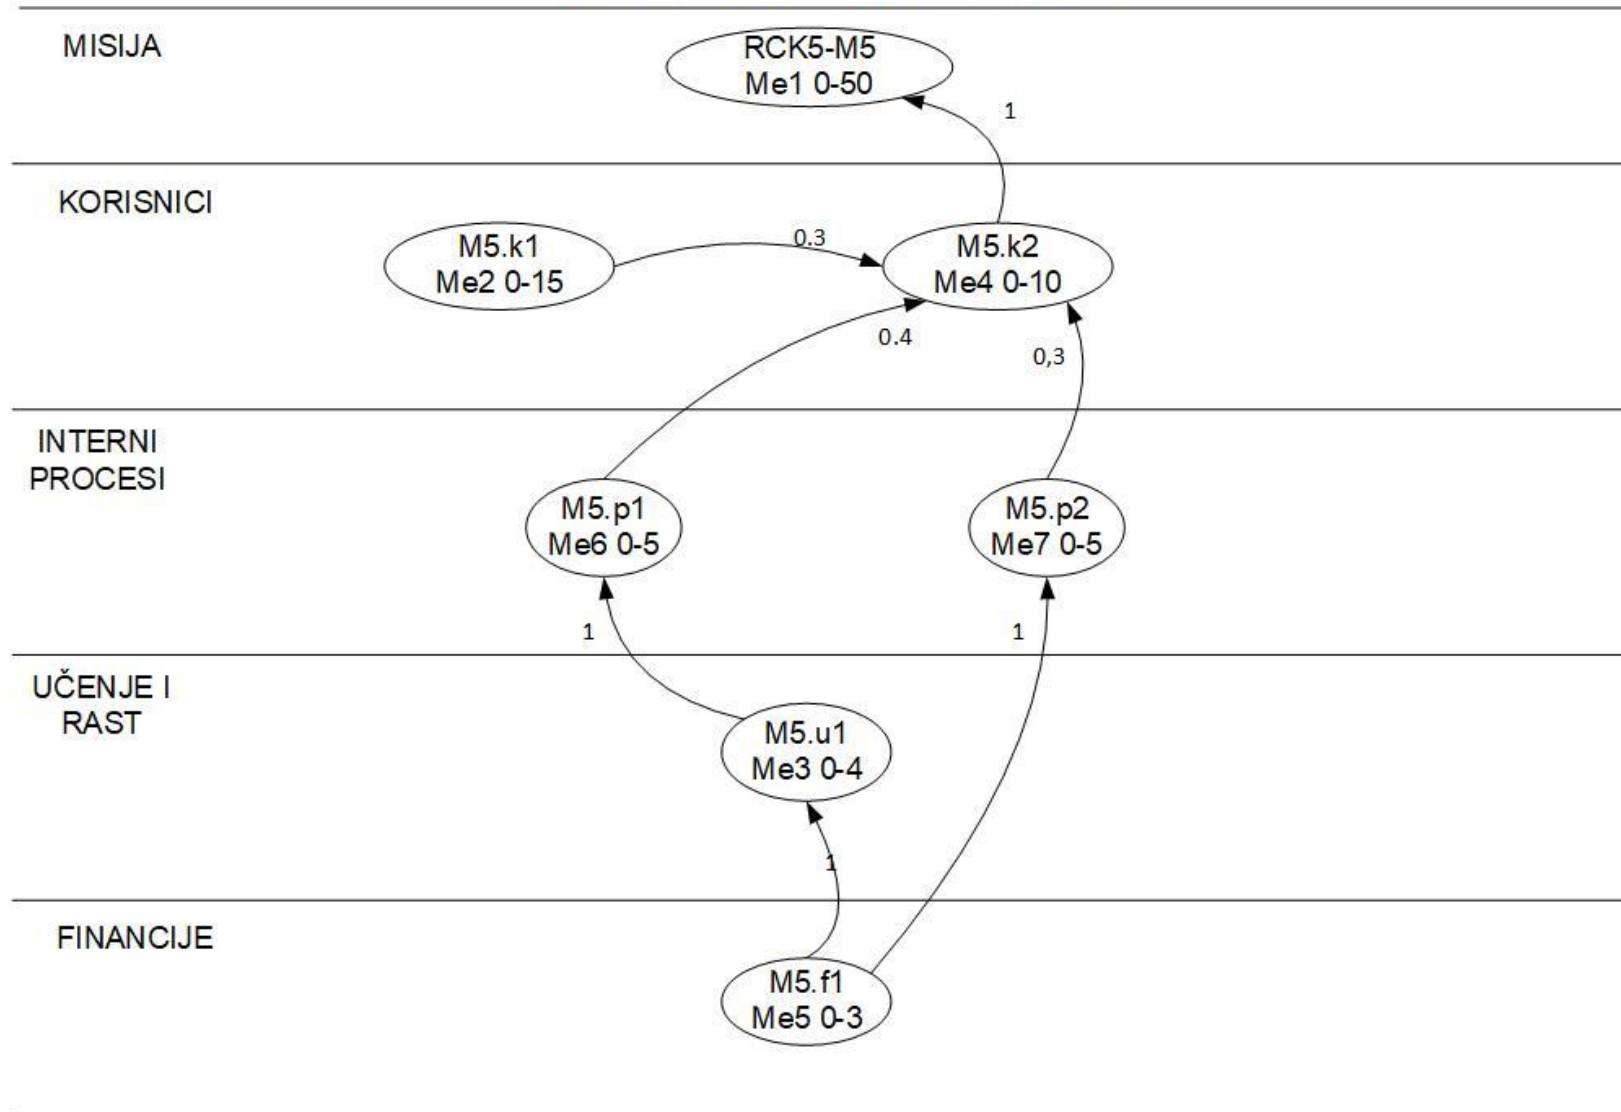 MISIJA
RCK5-M5
Me1 0-50
1
KORISNICI
M5.k1
Me2 0-15
0.3
M5.k2
Me4 0-10
0.4
0,3
INTERNI
PROCESI
M5.p1
Me6 0-5
M5.p2
Me7 0-5
1
1
UČENJE I
RAST
M5.u1
Me3 0-4
1
FINANCIJE
M5.f1
Me5 0-3